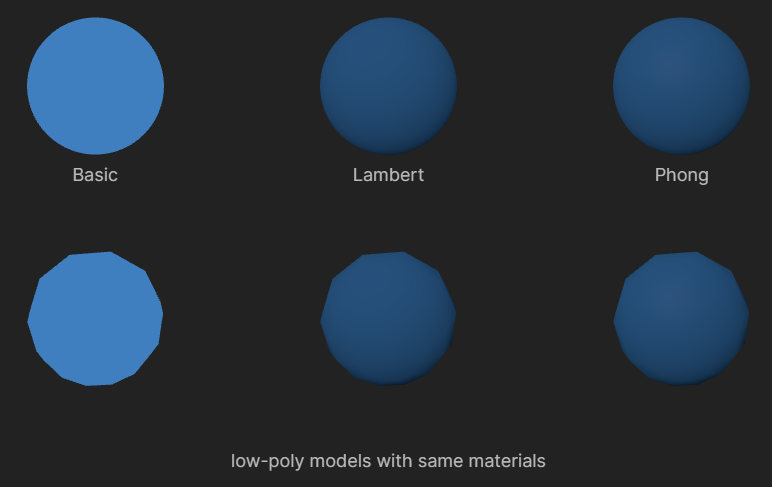 Basic
Lambert
Phong
low-poly models with same materials